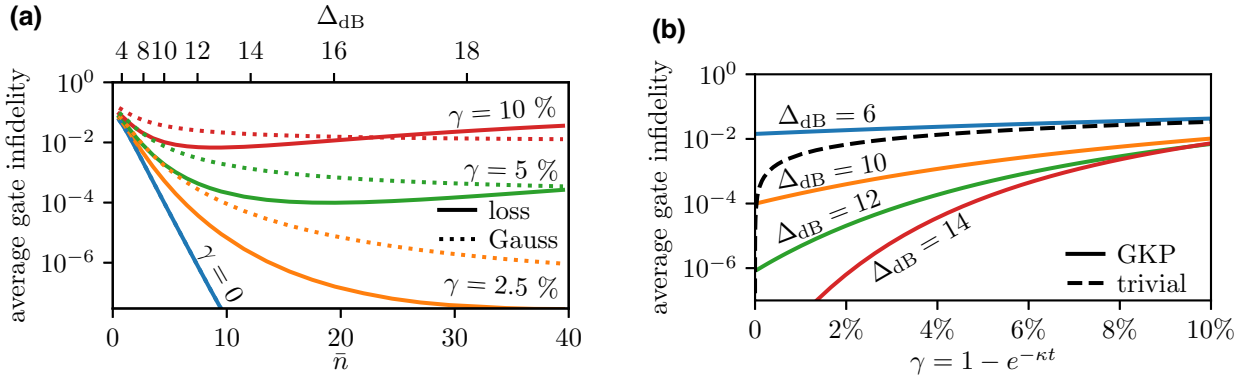 (a)
Δ_dB
4 8 10 12 14 16 18
average gate infidelity
10^0
10^-2
10^-4
10^-6
γ = 10 %
γ = 5 %
loss
Gauss
γ = 0
γ = 2.5 %
0 10 20 30 40
n̄
(b)
average gate infidelity
10^0
10^-2
10^-4
10^-6
Δ_dB = 6
Δ_dB = 10
Δ_dB = 12
Δ_dB = 14
GKP
trivial
0 2% 4% 6% 8% 10%
γ = 1 − e^{−κt}